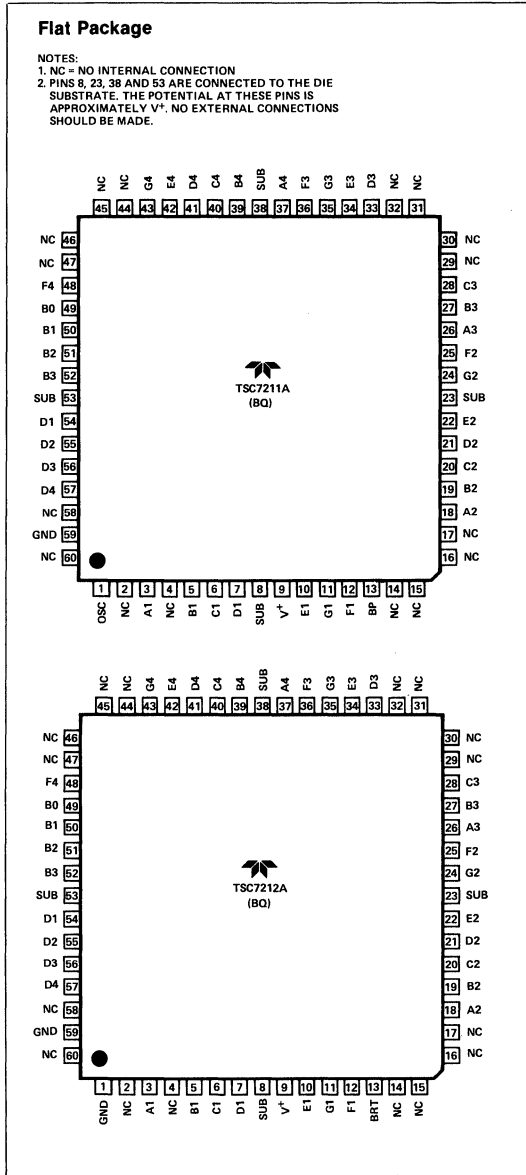 Flat Package
NOTES:
1. NC = NO INTERNAL CONNECTION
2. PINS 8, 23, 38 AND 53 ARE CONNECTED TO THE DIE
SUBSTRATE. THE POTENTIAL AT THESE PINS IS
APPROXIMATELY V+. NO EXTERNAL CONNECTIONS
SHOULD BE MADE.
NC NC G4 E4 D4 C4 B4 SUB A4 F3 G3 E3 D3 NC NC
45 44 43 42 41 40 39 38 37 36 35 34 33 32 31
NC 46
NC 47
F4 48
B0 49
B1 50
B2 51
B3 52
SUB 53
D1 54
D2 55
D3 56
D4 57
NC 58
GND 59
NC 60
TSC7211A
(BQ)
30 NC
29 NC
28 C3
27 B3
26 A3
25 F2
24 G2
23 SUB
22 E2
21 D2
20 C2
19 B2
18 A2
17 NC
16 NC
1 2 3 4 5 6 7 8 9 10 11 12 13 14 15
OSC NC A1 NC B1 C1 D1 SUB V+ E1 G1 F1 BP NC NC
NC NC G4 E4 D4 C4 B4 SUB A4 F3 G3 E3 D3 NC NC
45 44 43 42 41 40 39 38 37 36 35 34 33 32 31
NC 46
NC 47
F4 48
B0 49
B1 50
B2 51
B3 52
SUB 53
D1 54
D2 55
D3 56
D4 57
NC 58
GND 59
NC 60
TSC7212A
(BQ)
30 NC
29 NC
28 C3
27 B3
26 A3
25 F2
24 G2
23 SUB
22 E2
21 D2
20 C2
19 B2
18 A2
17 NC
16 NC
1 2 3 4 5 6 7 8 9 10 11 12 13 14 15
GND NC A1 NC B1 C1 D1 SUB V+ E1 G1 F1 BRT NC NC